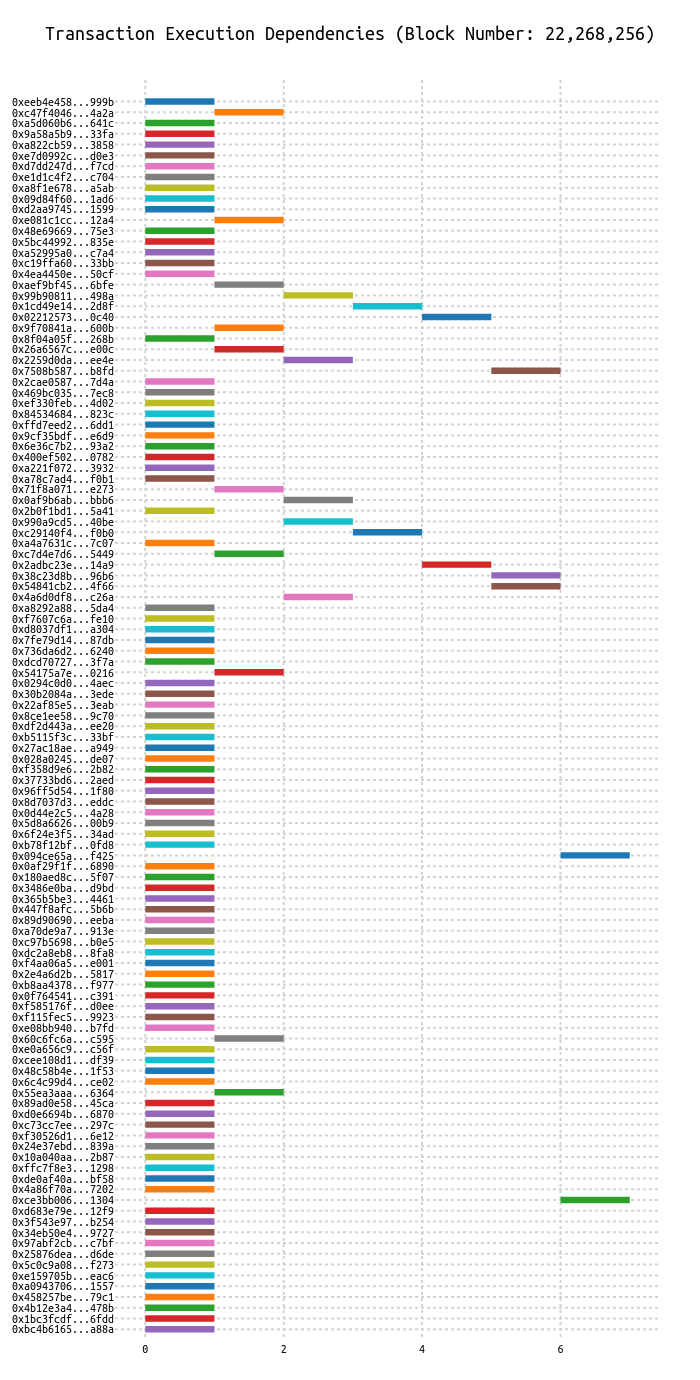 Transaction Execution Dependencies (Block Number: 22,268,256)
0xeeb4e458...999b
0xc47f4046...4a2a
0xa5d060b6...641c
0x9a58a5b9...33fa
0xa822cb59...3858
0xe7d0992c...d0e3
0xd7dd247d...f7cd
0xe1d1c4f2...c704
0xa8f1e678...a5ab
0x09d84f60...1ad6
0xd2aa9745...1599
0xe081c1cc...12a4
0x48e69669...75e3
0x5bc44992...835e
0xa52995a0...c7a4
0xc19ffa60...33bb
0x4ea4450e...50cf
0xaef9bf45...6bfe
0x99b90811...498a
0x1cd49e14...2d8f
0x02212573...0c40
0x9f70841a...600b
0x8f04a05f...268b
0x26a6567c...e00c
0x2259d0da...ee4e
0x7508b587...b8fd
0x2cae0587...7d4a
0x469bc035...7ec8
0xef330feb...4d02
0x84534684...823c
0xffd7eed2...6dd1
0x9cf35bdf...e6d9
0x6e36c7b2...93a2
0x400ef502...0782
0xa221f072...3932
0xa78c7ad4...f0b1
0x71f8a071...e273
0x0af9b6ab...bbb6
0x2b0f1bd1...5a41
0x990a9cd5...40be
0xc29140f4...f0b0
0xa4a7631c...7c07
0xc7d4e7d6...5449
0x2adbc23e...14a9
0x38c23d8b...96b6
0x54841cb2...4f66
0x4a6d0df8...c26a
0xa8292a88...5da4
0xf7607c6a...fe10
0xd8037df1...a304
0x7fe79d14...87db
0x736da6d2...6240
0xdcd70727...3f7a
0x54175a7e...0216
0x0294c0d0...4aec
0x30b2084a...3ede
0x22af85e5...3eab
0x8ce1ee58...9c70
0xdf2d443a...ee20
0xb5115f3c...33bf
0x27ac18ae...a949
0x028a0245...de07
0xf358d9e6...2b82
0x37733bd6...2aed
0x96ff5d54...1f80
0x8d7037d3...eddc
0x0d44e2c5...4a28
0x5d8a6626...00b9
0x6f24e3f5...34ad
0xb78f12bf...0fd8
0x094ce65a...f425
0x0af29f1f...6890
0x180aed8c...5f07
0x3486e0ba...d9bd
0x365b5be3...4461
0x447f8afc...5b6b
0x89d90690...eeba
0xa70de9a7...913e
0xc97b5698...b0e5
0xdc2a8eb8...8fa8
0xf4aa06a5...e001
0x2e4a6d2b...5817
0xb8aa4378...f977
0x0f764541...c391
0xf585176f...d0ee
0xf115fec5...9923
0xe08bb940...b7fd
0x60c6fc6a...c595
0xe0a656c9...c56f
0xcee108d1...df39
0x48c58b4e...1f53
0x6c4c99d4...ce02
0x55ea3aaa...6364
0x89ad0e58...45ca
0xd0e6694b...6870
0xc73cc7ee...297c
0xf30526d1...6e12
0x24e37ebd...839a
0x10a040aa...2b87
0xffc7f8e3...1298
0xde0af40a...bf58
0x4a86f70a...7202
0xce3bb006...1304
0xd683e79e...12f9
0x3f543e97...b254
0x34eb50e4...9727
0x97abf2cb...c7bf
0x25876dea...d6de
0x5c0c9a08...f273
0xe159705b...eac6
0xa0943706...1557
0x458257be...79c1
0x4b12e3a4...478b
0x1bc3fcdf...6fdd
0xbc4b6165...a88a
0 2 4 6